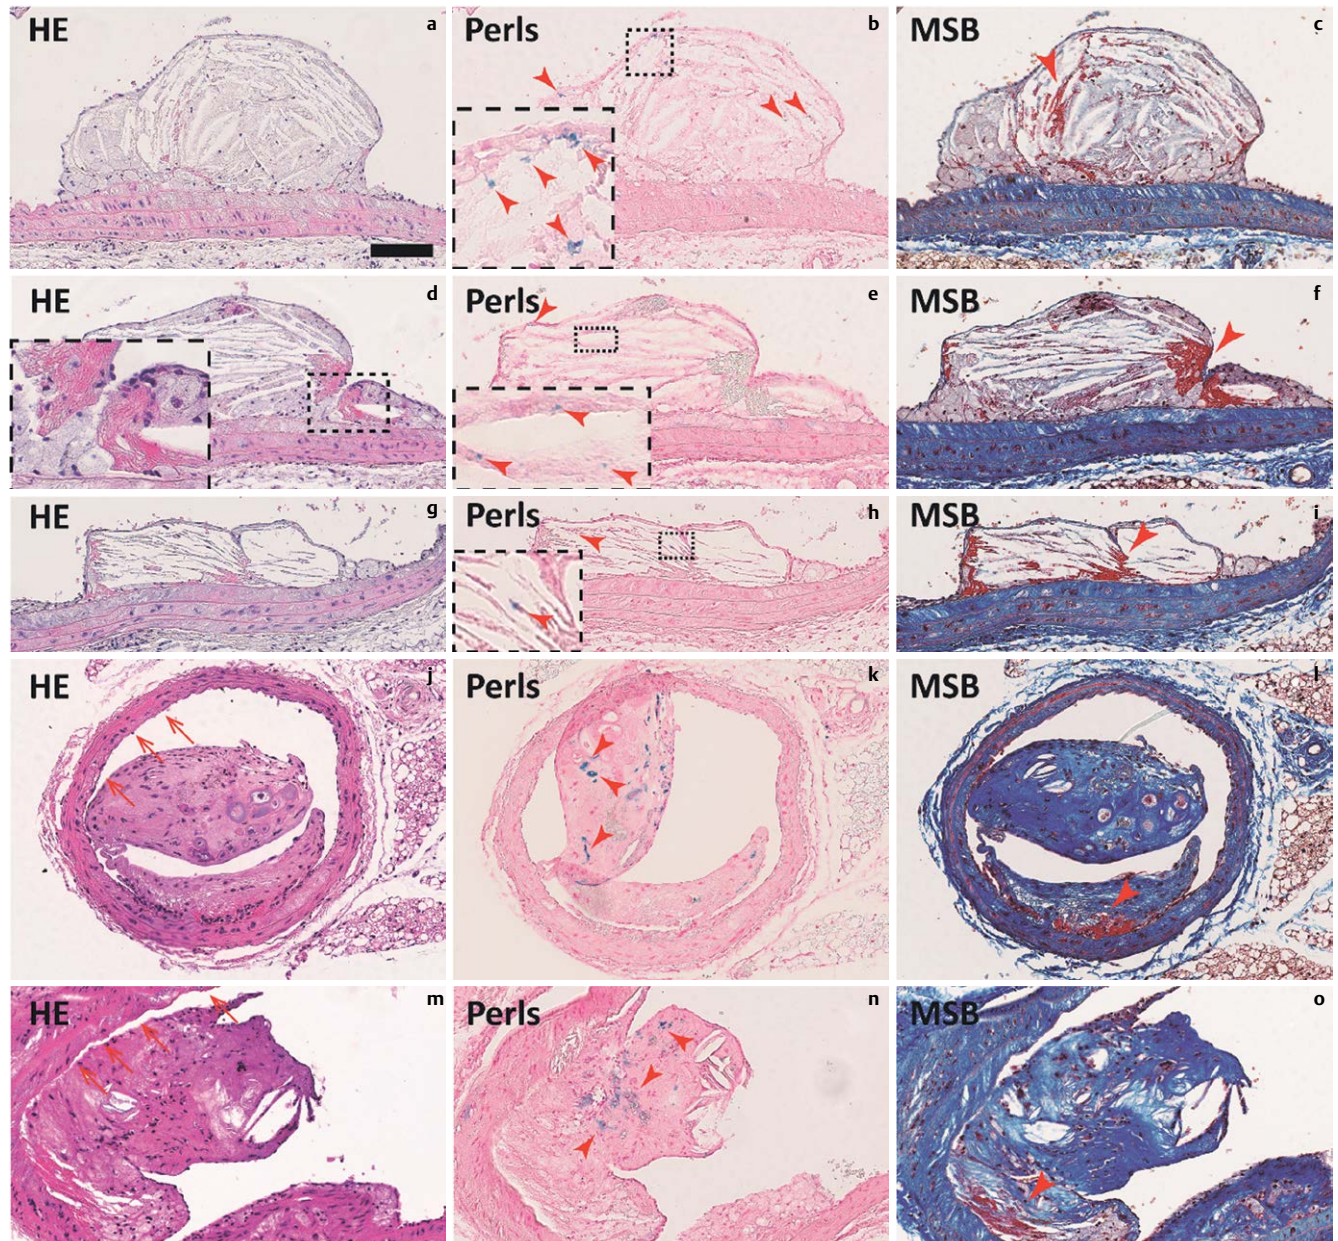 HE a Perls b MSB c
HE d Perls e MSB f
HE g Perls h MSB i
HE j Perls k MSB l
HE m Perls n MSB o